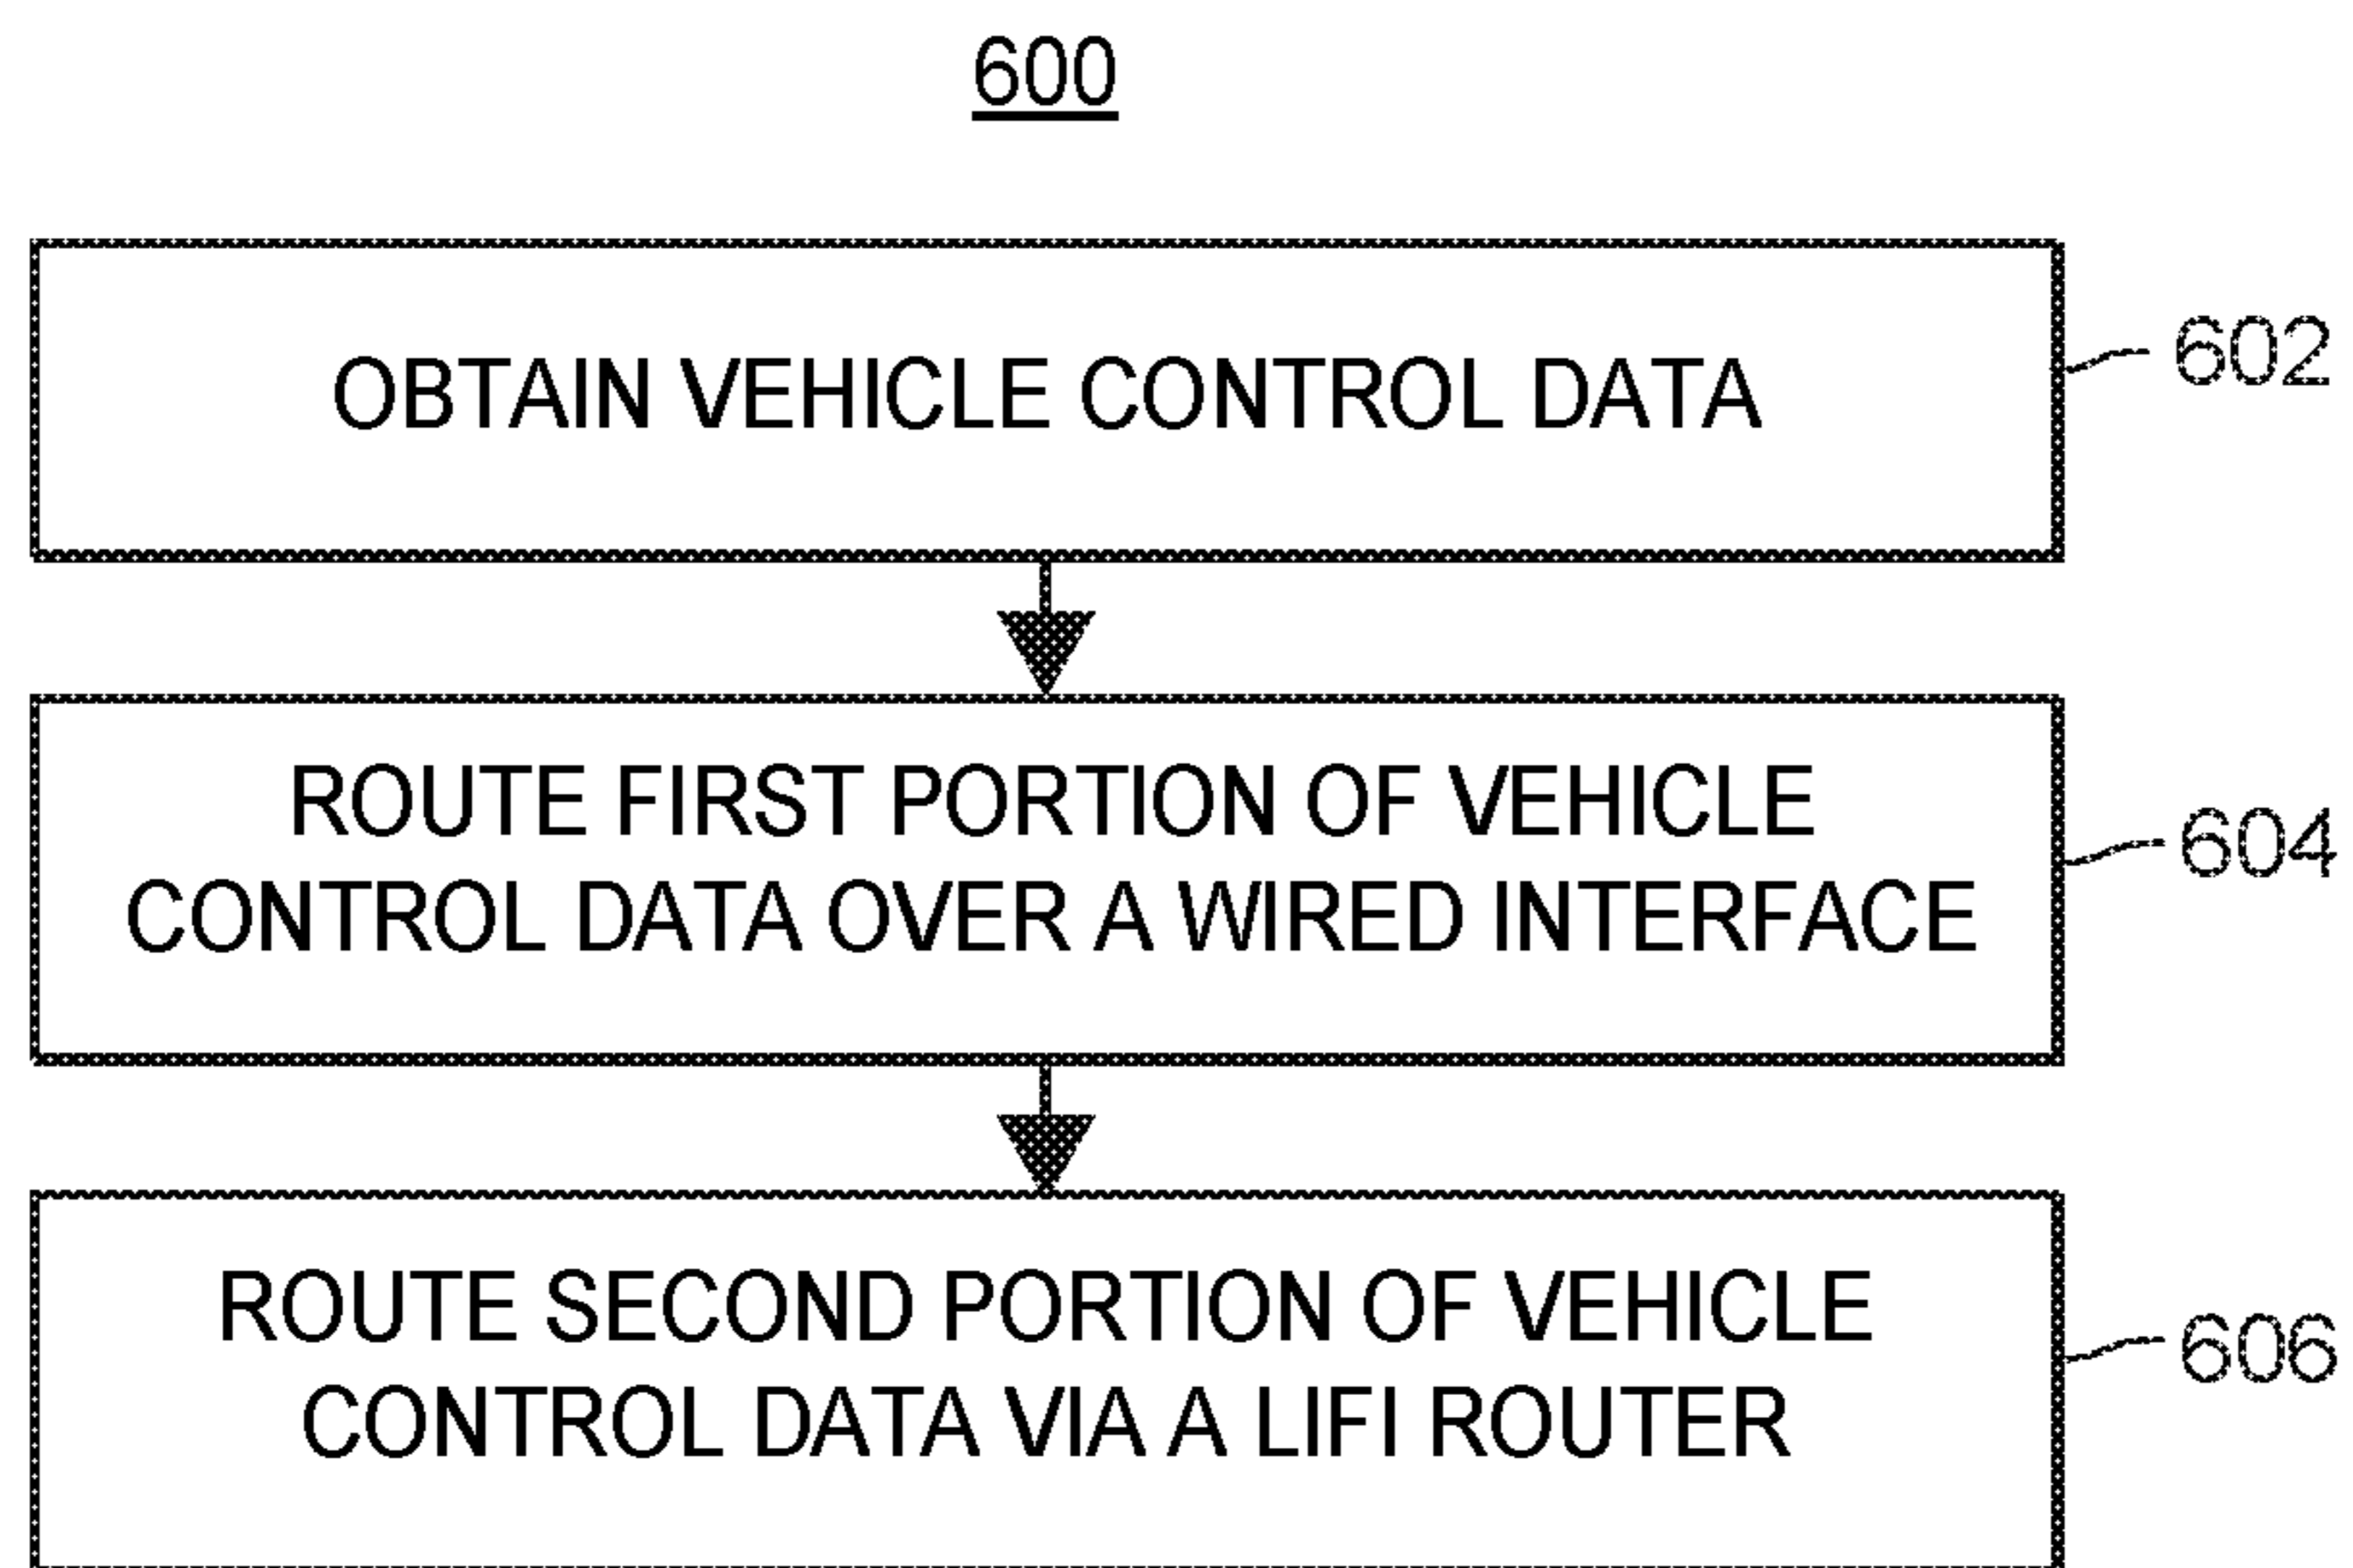 600
OBTAIN VEHICLE CONTROL DATA
602
ROUTE FIRST PORTION OF VEHICLE
CONTROL DATA OVER A WIRED INTERFACE
604
ROUTE SECOND PORTION OF VEHICLE
CONTROL DATA VIA A LIFI ROUTER
606